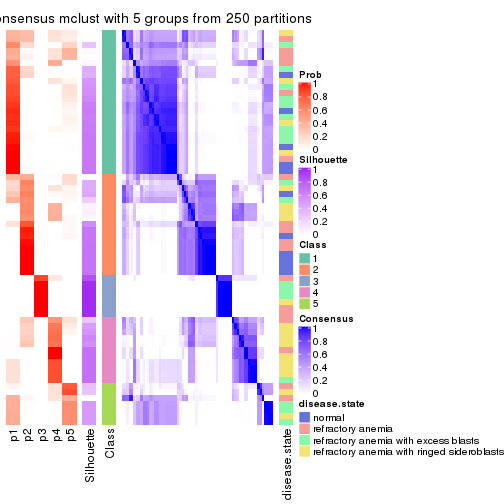 onsensus mclust with 5 groups from 250 partitions
Prob
1
0.8
0.6
0.4
0.2
0
Silhouette
1
0.8
0.6
0.4
0.2
0
Class
1
2
3
4
5
Consensus
1
0.8
0.6
0.4
0.2
0
disease.state
normal
refractory anemia
refractory anemia with excess blasts
refractory anemia with ringed sideroblasts
p1
p2
p3
p4
p5
Silhouette
Class
disease.state